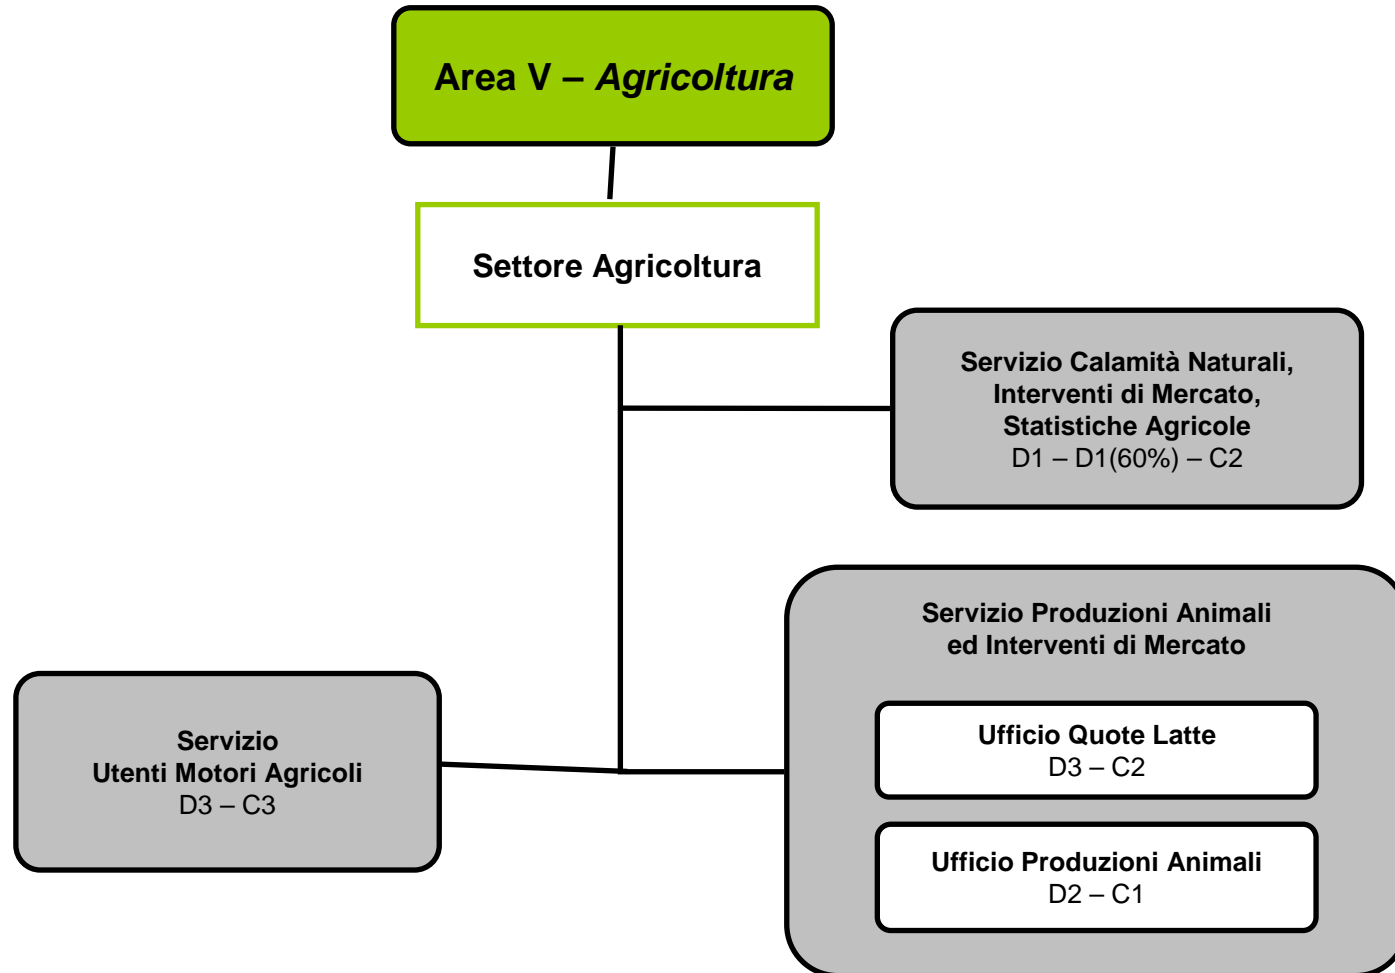 Area V – Agricoltura
Settore Agricoltura
Servizio Calamità Naturali,
Interventi di Mercato,
Statistiche Agricole
D1 – D1(60%) – C2
Servizio Produzioni Animali
ed Interventi di Mercato
Ufficio Quote Latte
D3 – C2
Ufficio Produzioni Animali
D2 – C1
Servizio
Utenti Motori Agricoli
D3 – C3